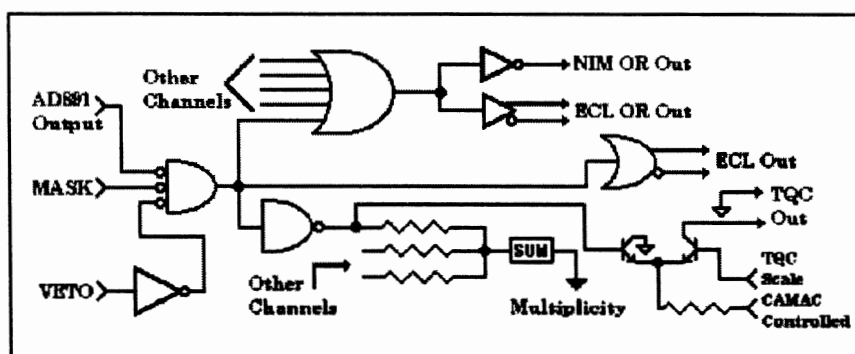 NIM OR Out
Other
Channels
AD891
Output
ECL OR Out
ECL Out
MASK
TQC
Out
SUM
Other
Channels
TQC
Scale
VETO
Multiplicity
CAMAC
Controlled